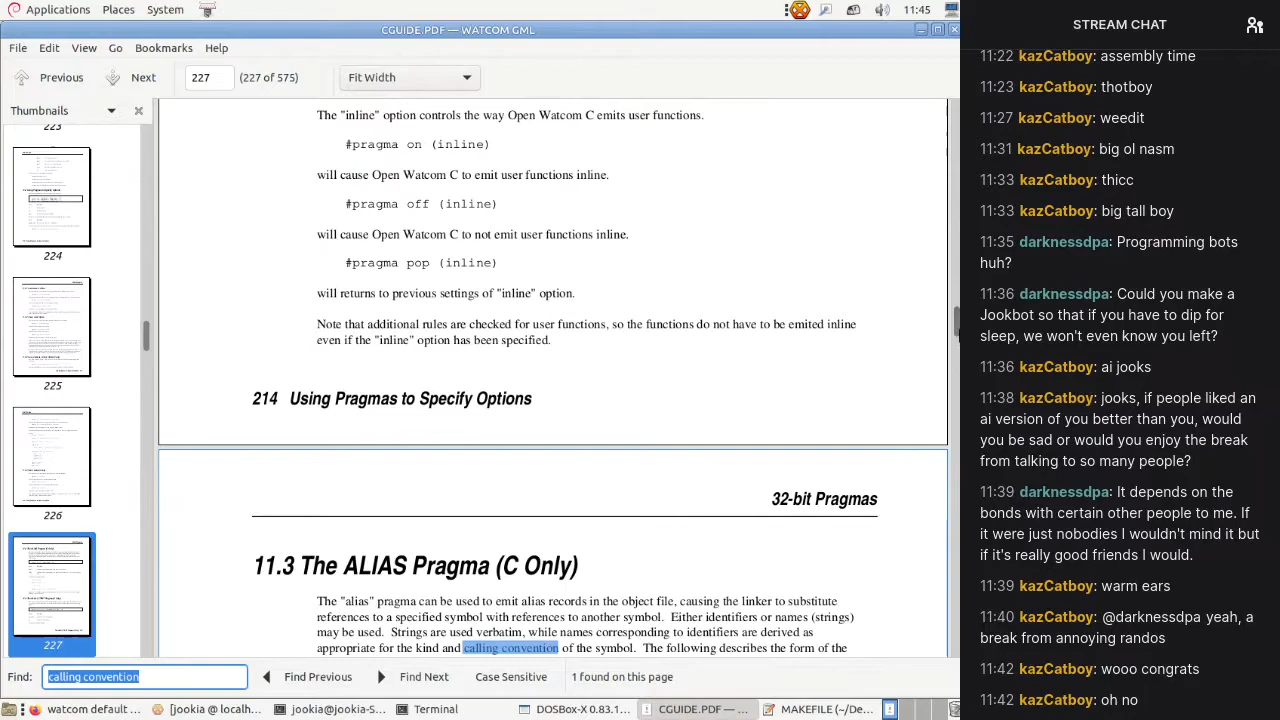 Applications Places System 11:45
CGUIDE.PDF — WATCOM GML
File Edit View Go Bookmarks Help
Previous Next 227 (227 of 575) Fit Width
Thumbnails
223
224
225
226
227
The "inline" option controls the way Open Watcom C emits user functions.
#pragma on (inline)
will cause Open Watcom C to emit user functions inline.
#pragma off (inline)
will cause Open Watcom C to not emit user functions inline.
#pragma pop (inline)
will returns to previous settigs of "inline" option.
Note that additional rules are checked for user functions, so the functions do not have to be emited inline
even if the "inline" option has been specified.
214 Using Pragmas to Specify Options
32-bit Pragmas
11.3 The ALIAS Pragma (C Only)
The "alias" pragma can be used to emit alias records in the object file, causing the linker to substitute
references to a specified symbol with references to another symbol. Either identifiers or names (strings)
may be used. Strings are used verbatim, while names corresponding to identifiers are derived as
appropriate for the kind and calling convention of the symbol. The following describes the form of the
Find: calling convention Find Previous Find Next Case Sensitive 1 found on this page
watcom default ... [jookia @ localh... jookia@ Terminal DOSBox-X 0.83.1... CGUIDE.PDF — ... MAKEFILE (~/De...
STREAM CHAT
11:22 kazCatboy: assembly time
11:23 kazCatboy: thotboy
11:27 kazCatboy: weedit
11:31 kazCatboy: big ol nasm
11:33 kazCatboy: thicc
11:33 kazCatboy: big tall boy
11:35 darknessdpa: Programming bots
huh?
11:36 darknessdpa: Could you make a
Jookbot so that if you have to dip for
sleep, we won't even know you left?
11:36 kazCatboy: ai jooks
11:38 kazCatboy: jooks, if people liked an
ai version of you better than you, would
you be sad or would you enjoy the break
from talking to so many people?
11:39 darknessdpa: It depends on the
bonds with certain other people to me. If
it were just nobodies I wouldn't mind it but
if it's really good friends I would.
11:39 kazCatboy: warm ears
11:40 kazCatboy: @darknessdpa yeah, a
break from annoying randos
11:42 kazCatboy: wooo congrats
11:42 kazCatboy: oh no